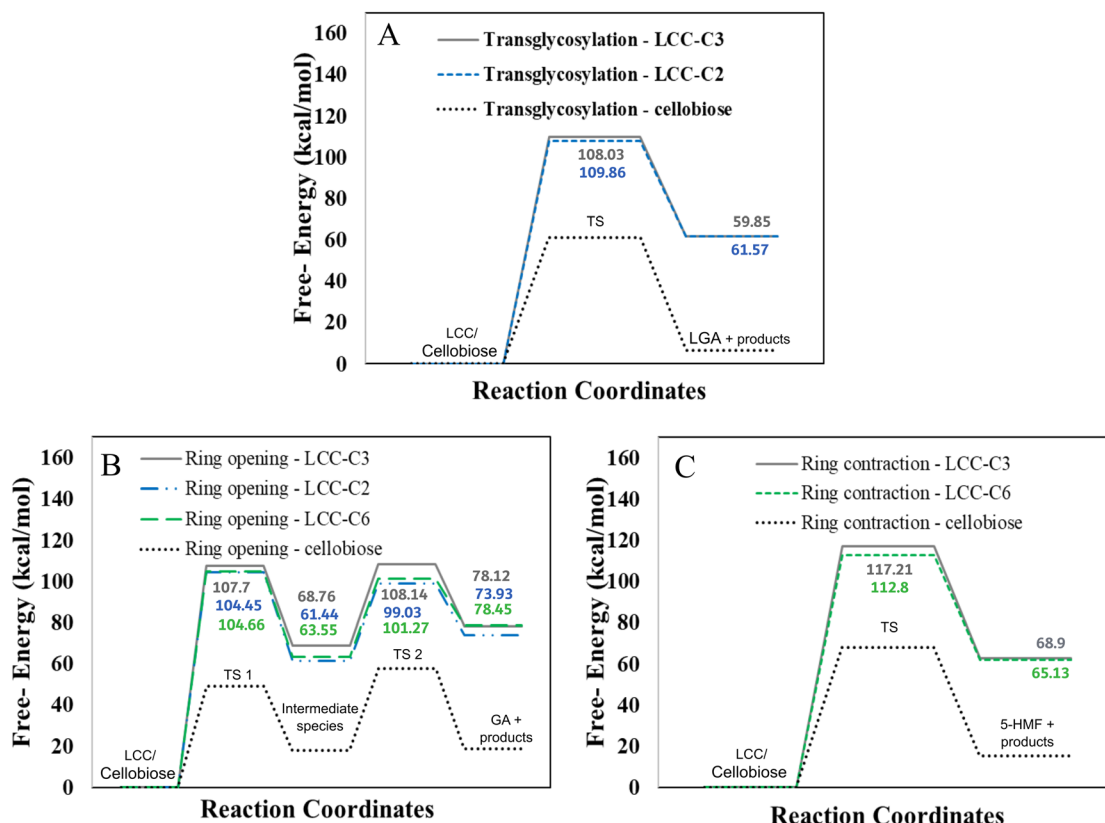 A
160
140
120
100
80
60
40
20
0
Free- Energy (kcal/mol)
Transglycosylation - LCC-C3
Transglycosylation - LCC-C2
Transglycosylation - cellobiose
108.03
109.86
TS
59.85
61.57
LCC/
Cellobiose
LGA + products
Reaction Coordinates
B
160
140
120
100
80
60
40
20
0
Free- Energy (kcal/mol)
Ring opening - LCC-C3
Ring opening - LCC-C2
Ring opening - LCC-C6
Ring opening - cellobiose
107.7
104.45
104.66
68.76
61.44
63.55
108.14
99.03
101.27
78.12
73.93
78.45
TS 1
TS 2
Intermediate
species
GA +
products
LCC/
Cellobiose
Reaction Coordinates
C
160
140
120
100
80
60
40
20
0
Free- Energy (kcal/mol)
Ring contraction - LCC-C3
Ring contraction - LCC-C6
Ring contraction - cellobiose
117.21
112.8
TS
68.9
65.13
5-HMF +
products
LCC/
Cellobiose
Reaction Coordinates